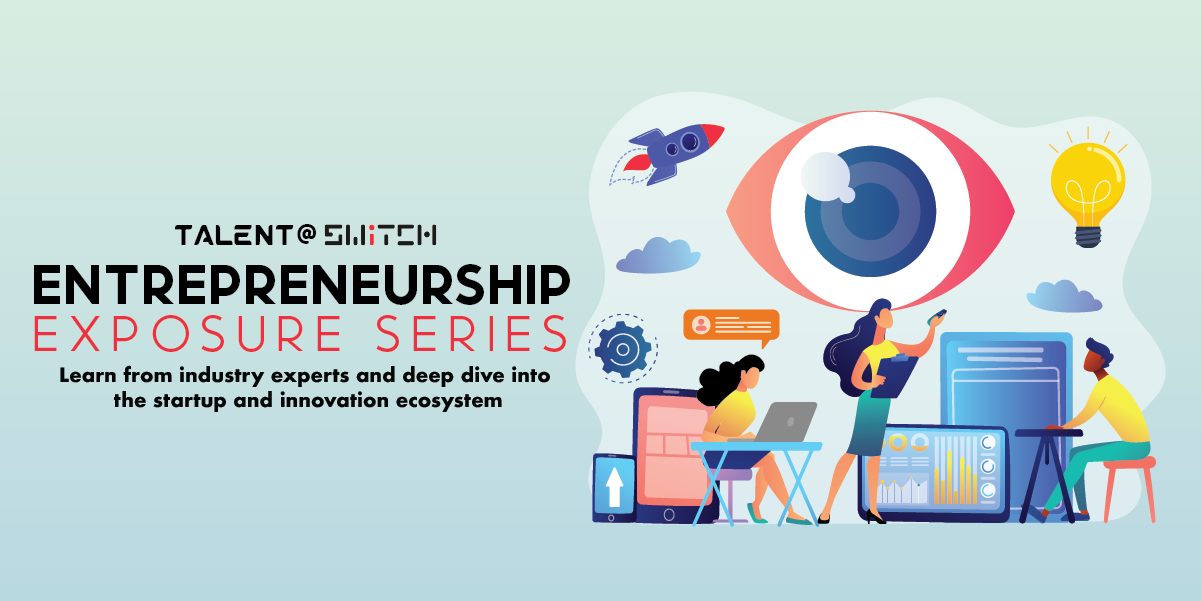 TALENT@ SWiTCH
ENTREPRENEURSHIP
EXPOSURE SERIES
Learn from industry experts and deep dive into
the startup and innovation ecosystem